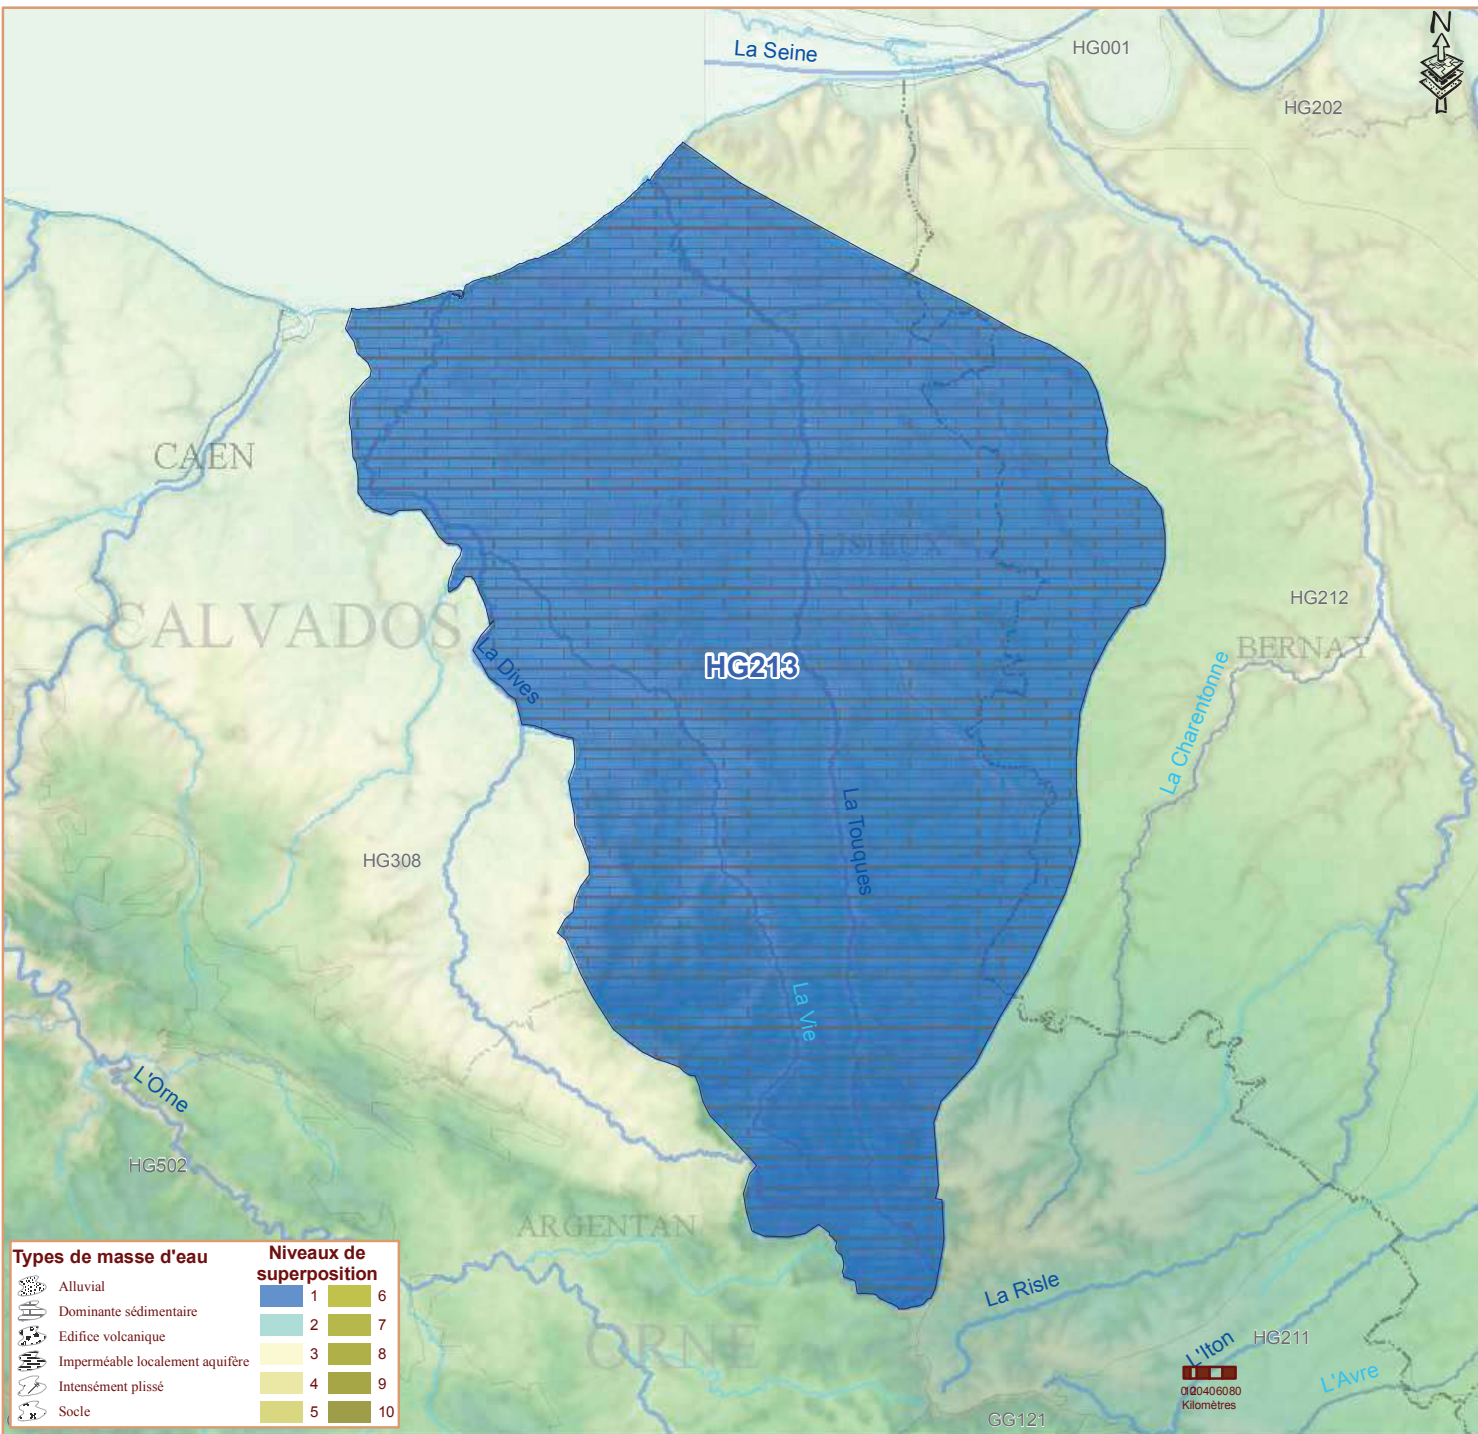 La Seine
HG001
N
HG202
CAEN
LISIEUX
CALVADOS
HG212
BERNAY
La Dives
HG213
La Charentonne
La Touques
HG308
La Vie
L'Orne
HG502
ARGENTAN
La Risle
ORNE
L'Iton
HG211
L'Avre
GG121
Types de masse d'eau
Alluvial
Dominante sédimentaire
Edifice volcanique
Imperméable localement aquifère
Intensément plissé
Socle
Niveaux de
superposition
1 6
2 7
3 8
4 9
5 10
01020406080
Kilomètres